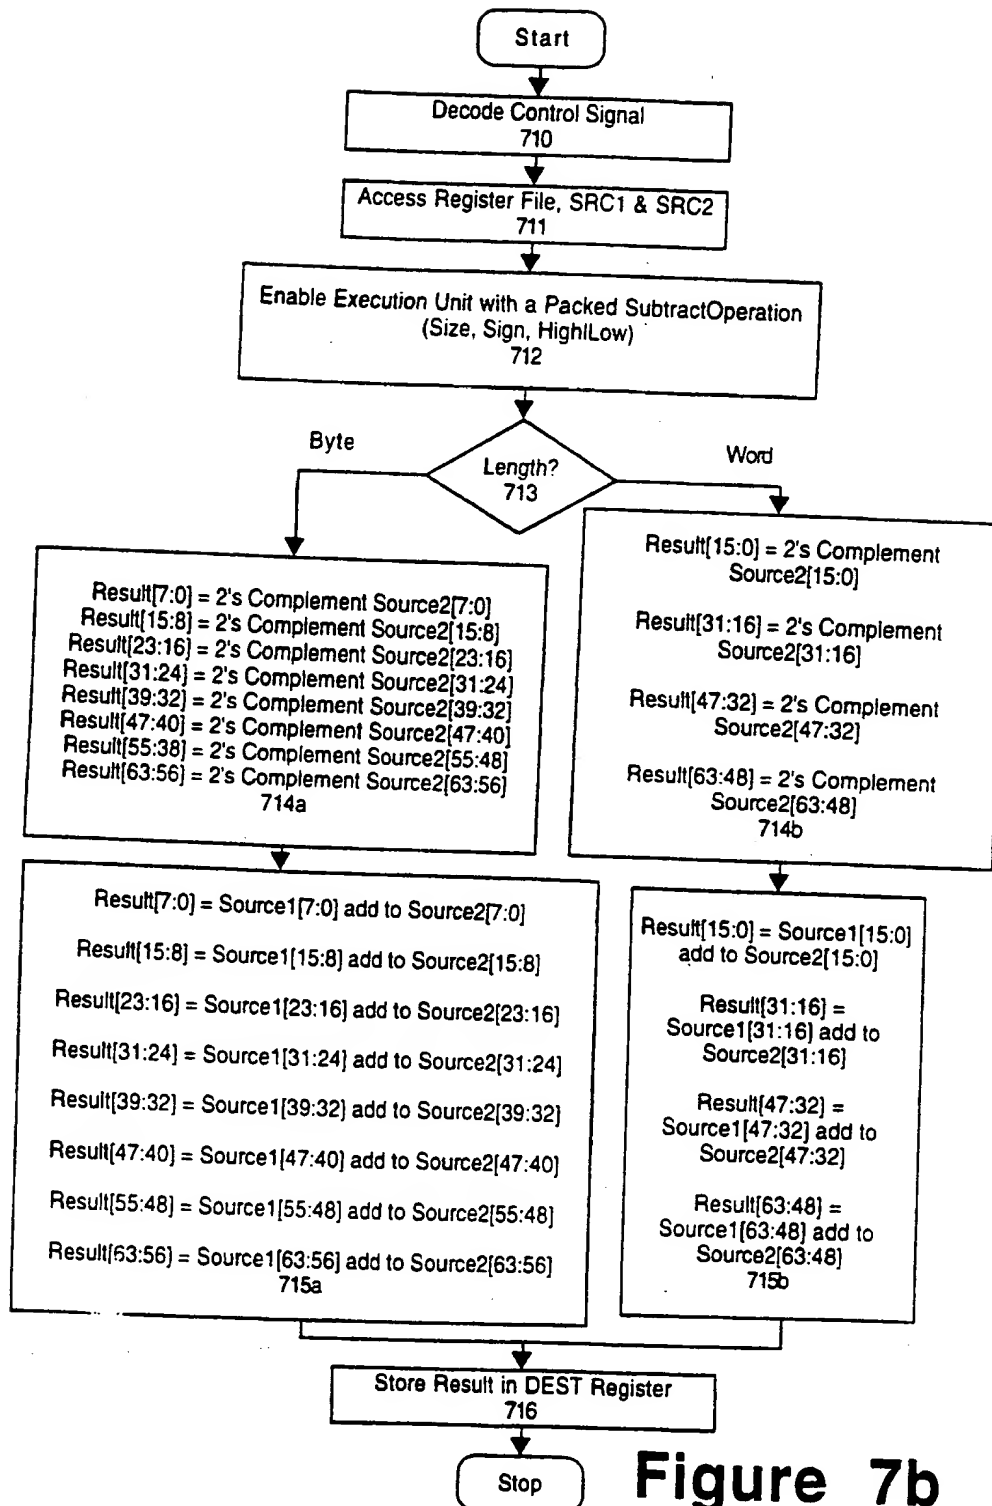 Start
Decode Control Signal
710
Access Register File, SRC1 & SRC2
711
Enable Execution Unit with a Packed SubtractOperation
(Size, Sign, High|Low)
712
Byte
Length?
713
Word
Result[7:0] = 2's Complement Source2[7:0]
Result[15:8] = 2's Complement Source2[15:8]
Result[23:16] = 2's Complement Source2[23:16]
Result[31:24] = 2's Complement Source2[31:24]
Result[39:32] = 2's Complement Source2[39:32]
Result[47:40] = 2's Complement Source2[47:40]
Result[55:38] = 2's Complement Source2[55:48]
Result[63:56] = 2's Complement Source2[63:56]
714a
Result[15:0] = 2's Complement
Source2[15:0]
Result[31:16] = 2's Complement
Source2[31:16]
Result[47:32] = 2's Complement
Source2[47:32]
Result[63:48] = 2's Complement
Source2[63:48]
714b
Result[7:0] = Source1[7:0] add to Source2[7:0]
Result[15:8] = Source1[15:8] add to Source2[15:8]
Result[23:16] = Source1[23:16] add to Source2[23:16]
Result[31:24] = Source1[31:24] add to Source2[31:24]
Result[39:32] = Source1[39:32] add to Source2[39:32]
Result[47:40] = Source1[47:40] add to Source2[47:40]
Result[55:48] = Source1[55:48] add to Source2[55:48]
Result[63:56] = Source1[63:56] add to Source2[63:56]
715a
Result[15:0] = Source1[15:0]
add to Source2[15:0]
Result[31:16] =
Source1[31:16] add to
Source2[31:16]
Result[47:32] =
Source1[47:32] add to
Source2[47:32]
Result[63:48] =
Source1[63:48] add to
Source2[63:48]
715b
Store Result in DEST Register
716
Stop
Figure 7b